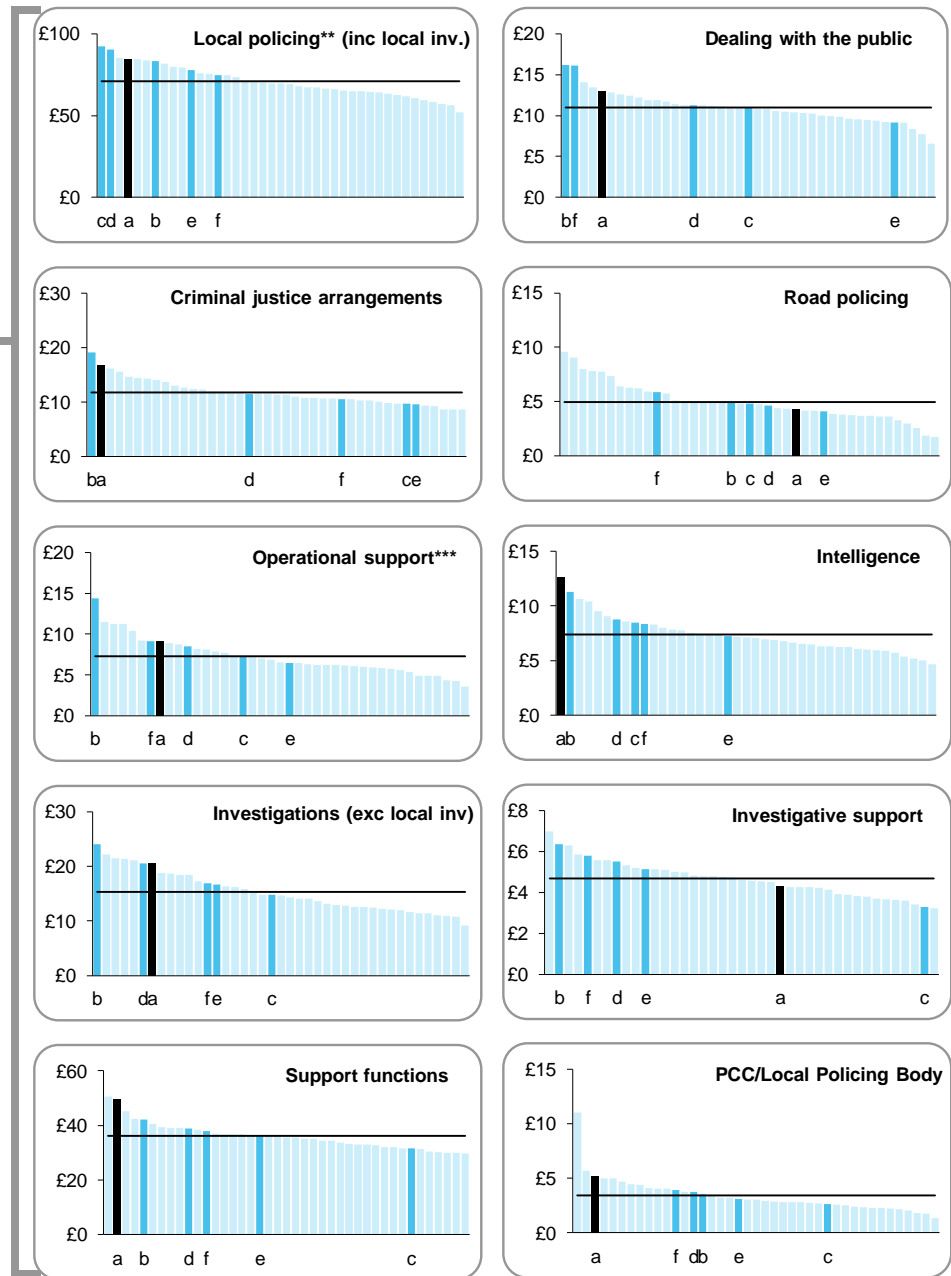 Local policing** (inc local inv.)
£100
£50
£0
cd a b e f
Dealing with the public
£20
£15
£10
£5
£0
bf a d c e
Criminal justice arrangements
£30
£20
£10
£0
ba d f ce
Road policing
£15
£10
£5
£0
f b c d a e
Operational support***
£20
£15
£10
£5
£0
b fa d c e
Intelligence
£15
£10
£5
£0
ab d cf e
Investigations (exc local inv)
£30
£20
£10
£0
b da fe c
Investigative support
£8
£6
£4
£2
£0
b f d e a c
Support functions
£60
£40
£20
£0
a b d f e c
PCC/Local Policing Body
£15
£10
£5
£0
a f db e c